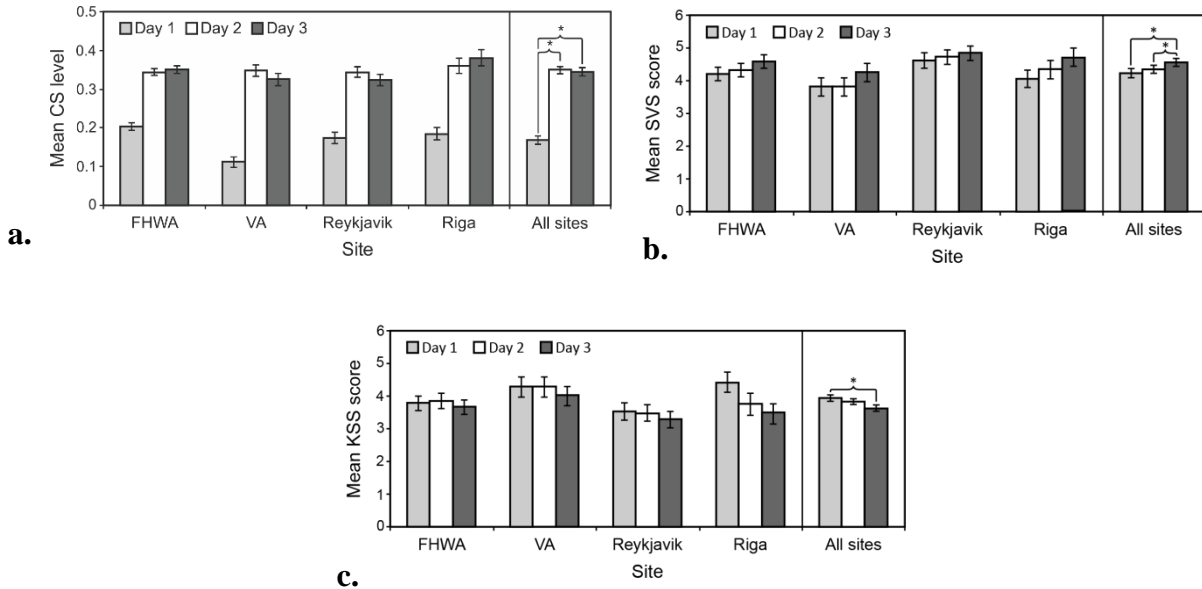 0.5
0.4
0.3
0.2
0.1
0
Mean CS level
Day 1 Day 2 Day 3
* *
FHWA VA Reykjavik Riga All sites
Site
a.
6
5
4
3
2
1
0
Mean SVS score
Day 1 Day 2 Day 3
*
*
FHWA VA Reykjavik Riga All sites
Site
b.
6
5
4
3
2
1
0
Mean KSS score
Day 1 Day 2 Day 3
*
FHWA VA Reykjavik Riga All sites
Site
c.